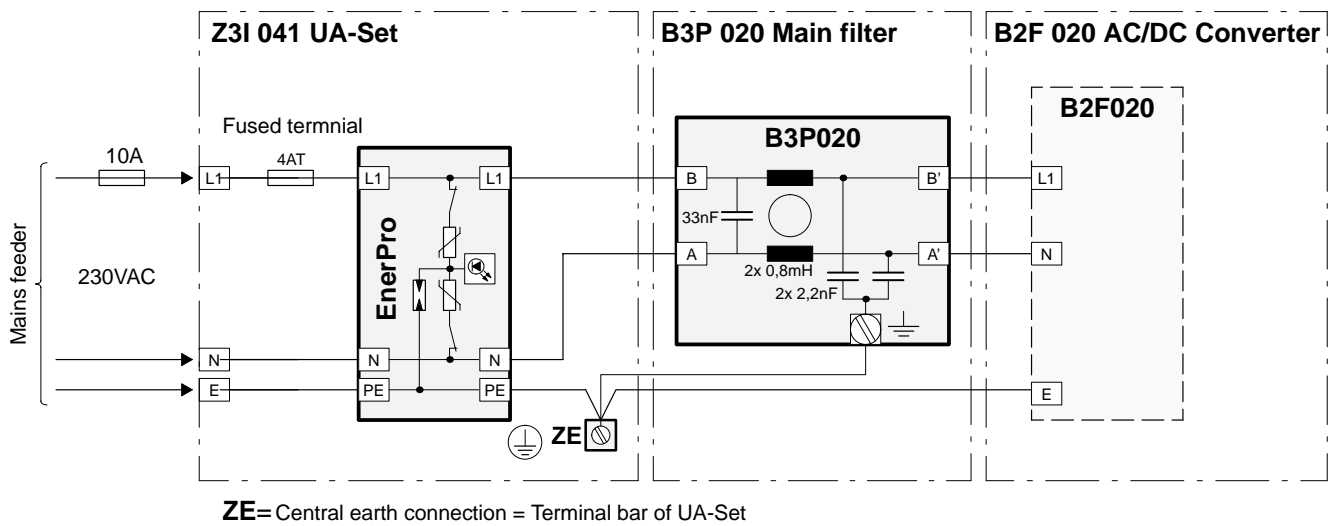 Z3I 041 UA-Set
B3P 020 Main filter
B2F 020 AC/DC Converter
B2F020
Fused termnial
B3P020
10A
4AT
L1
L1
L1
B
B'
L1
33nF
EnerPro
A
A'
N
2x 0,8mH
2x 2,2nF
Mains feeder
230VAC
N
N
N
E
PE
PE
E
ZE
ZE= Central earth connection = Terminal bar of UA-Set